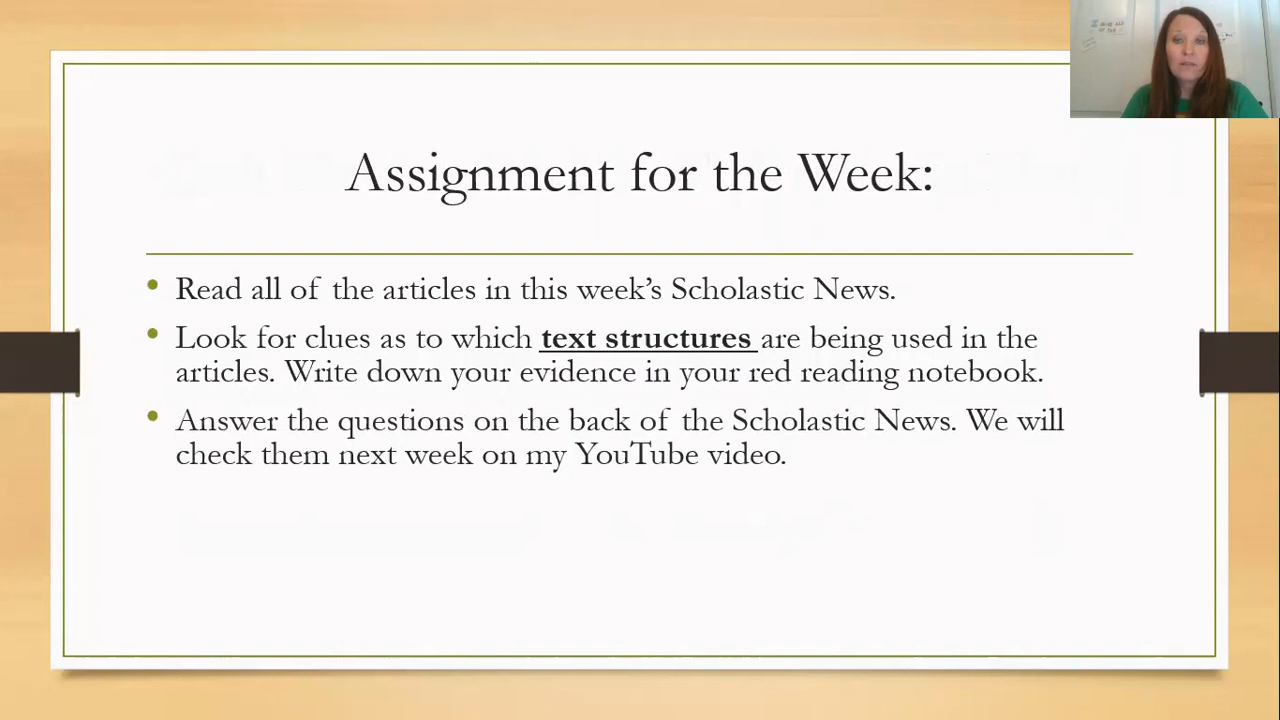 Assignment for the Week:
• Read all of the articles in this week’s Scholastic News.
• Look for clues as to which text structures are being used in the
articles. Write down your evidence in your red reading notebook.
• Answer the questions on the back of the Scholastic News. We will
check them next week on my YouTube video.